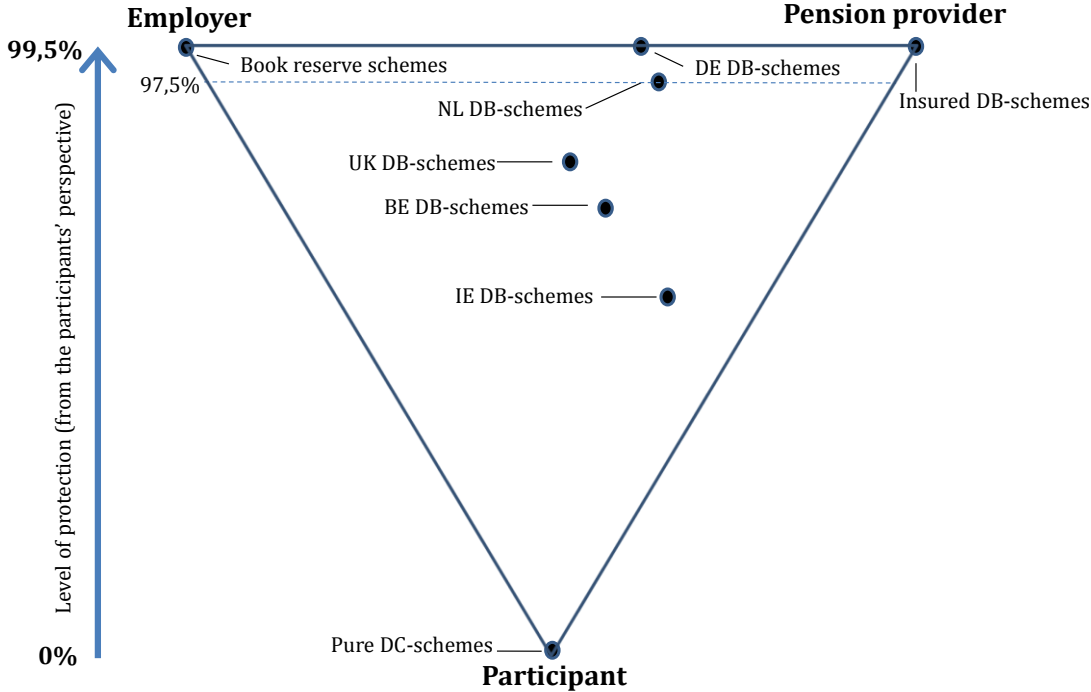 Employer
Pension provider
99,5%
Book reserve schemes
DE DB-schemes
97,5%
NL DB-schemes
Insured DB-schemes
UK DB-schemes
BE DB-schemes
IE DB-schemes
Level of protection (from the participants’ perspective)
Pure DC-schemes
0%
Participant